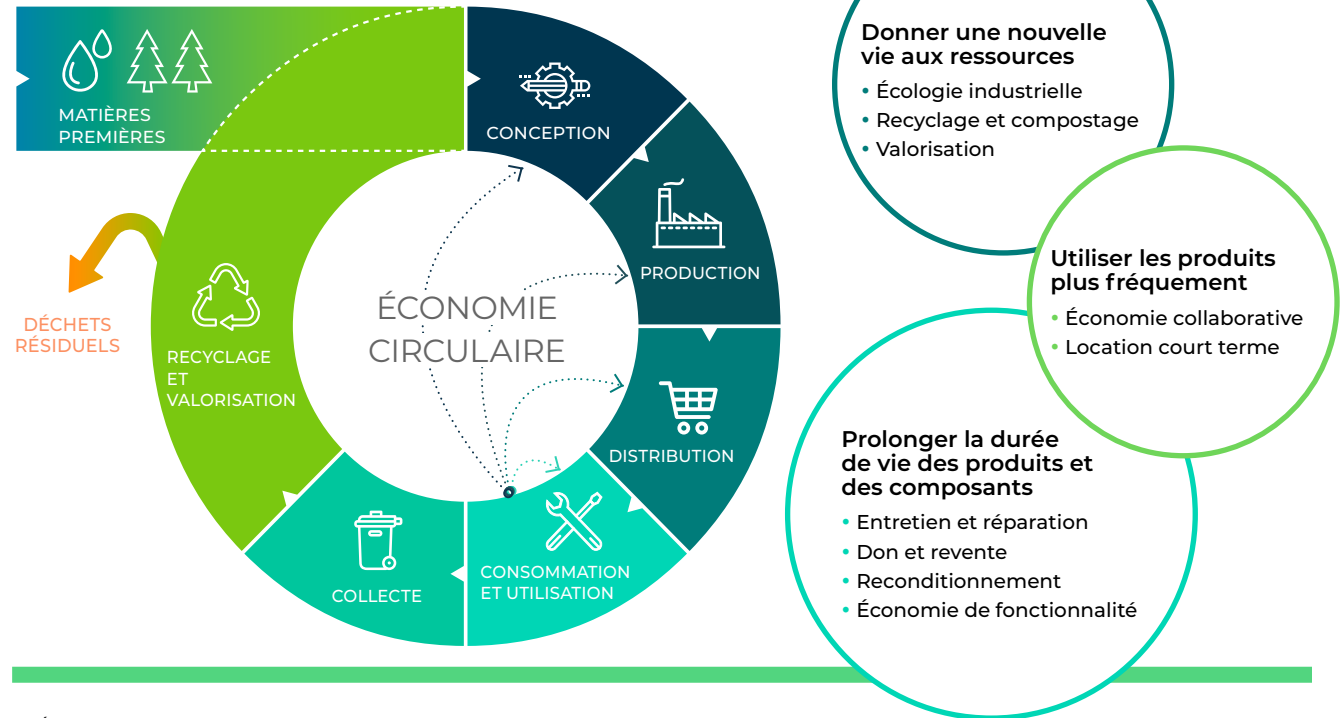 MATIÈRES
PREMIÈRES
CONCEPTION
PRODUCTION
DISTRIBUTION
CONSOMMATION
ET UTILISATION
COLLECTE
RECYCLAGE
ET
VALORISATION
DÉCHETS
RÉSIDUELS
ÉCONOMIE
CIRCULAIRE
Donner une nouvelle
vie aux ressources
• Écologie industrielle
• Recyclage et compostage
• Valorisation
Utiliser les produits
plus fréquement
• Économie collaborative
• Location court terme
Prolonger la durée
de vie des produits et
des composants
• Entretien et réparation
• Don et revente
• Reconditionnement
• Économie de fonctionnalité